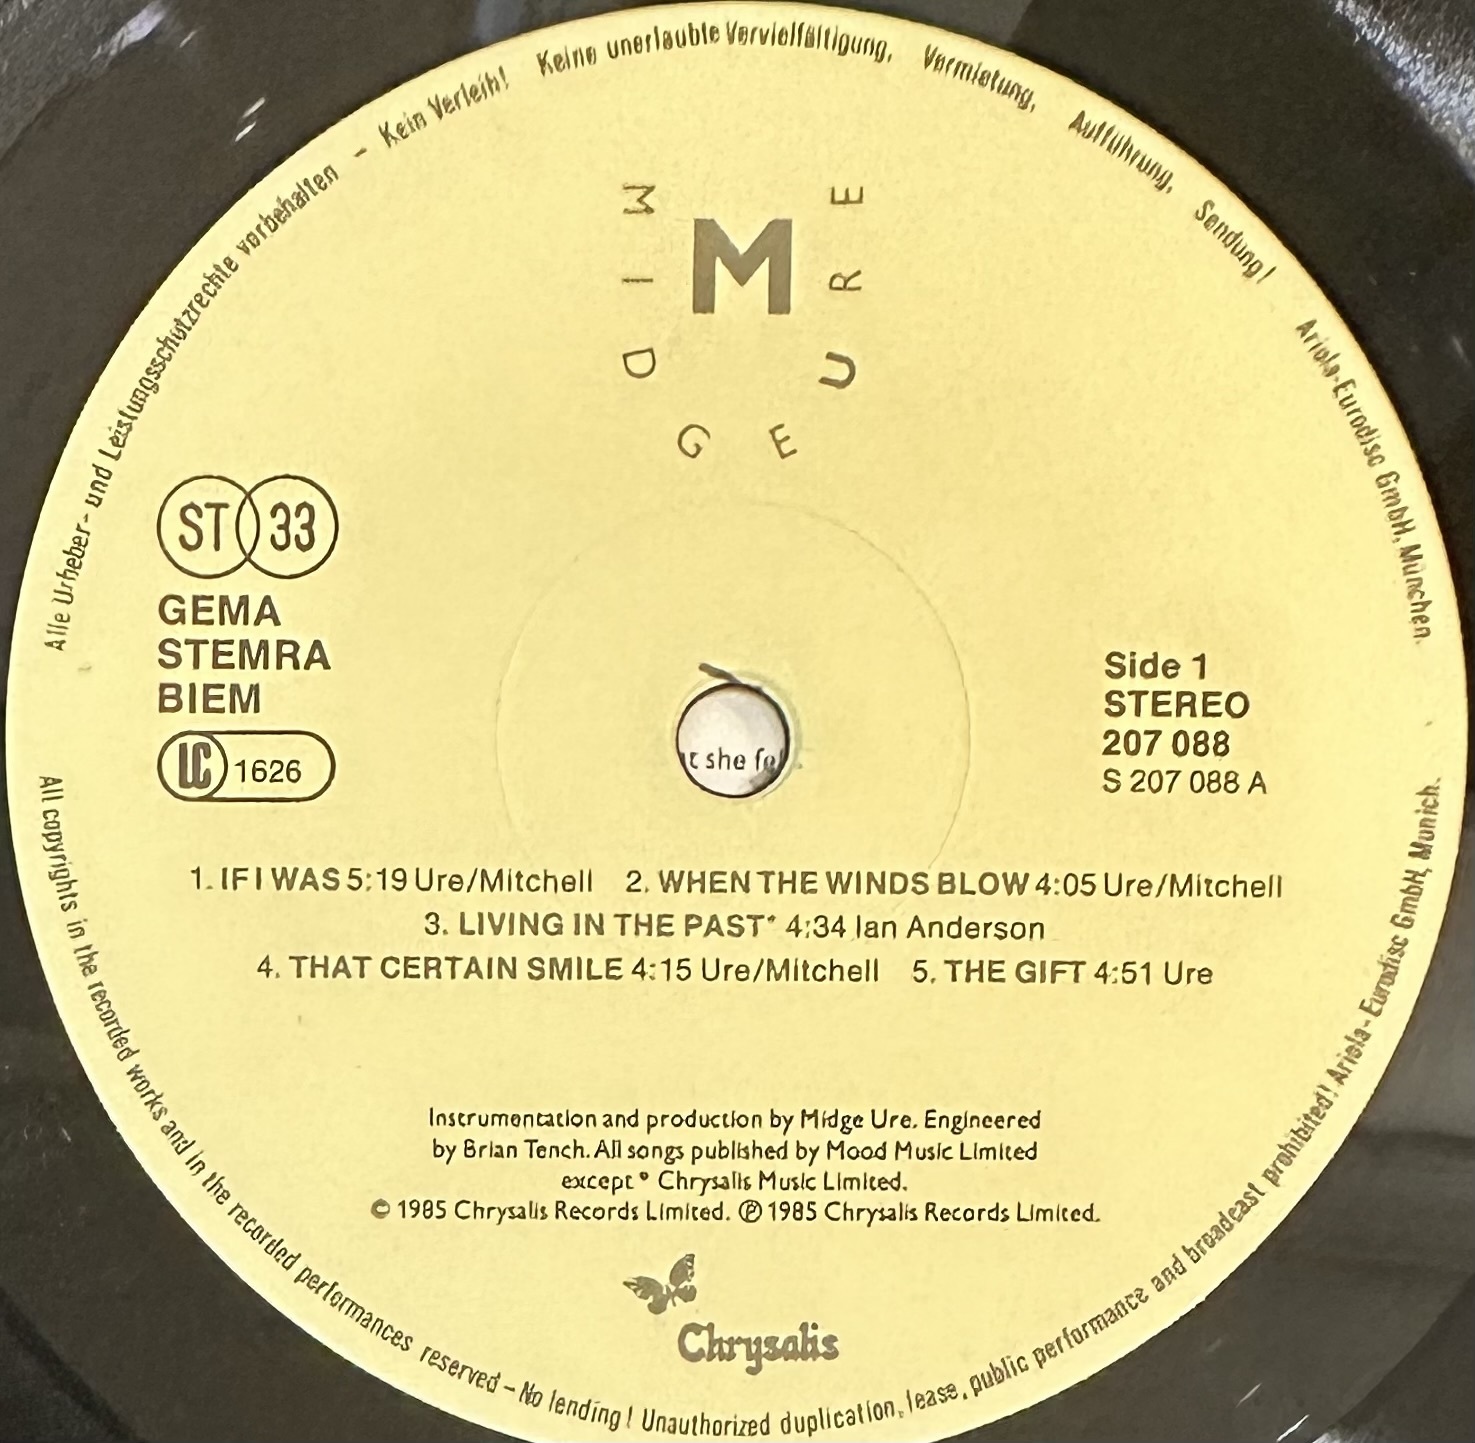 Alle Urheber- und Leistungsschutzrechte vorbehalten – Kein Verleih! Keine unerlaubte Vervielfältigung, Vermietung, Aufführung, Sendung! Ariola-Eurodisc GmbH, München.
MIDGE URE
M
ST 33
GEMA
STEMRA
BIEM
LC 1626
Side 1
STEREO
207 088
S 207 088 A
she
1. IF I WAS 5:19 Ure/Mitchell 2. WHEN THE WINDS BLOW 4:05 Ure/Mitchell
3. LIVING IN THE PAST* 4:34 Ian Anderson
4. THAT CERTAIN SMILE 4:15 Ure/Mitchell 5. THE GIFT 4:51 Ure
Instrumentation and production by Midge Ure. Engineered
by Brian Tench. All songs published by Mood Music Limited
except * Chrysalis Music Limited.
© 1985 Chrysalis Records Limited. ℗ 1985 Chrysalis Records Limited.
Chrysalis
All copyrights in the recorded works and in the recorded performances reserved – No lending! Unauthorized duplication, lease, public performance and broadcast prohibited! Ariola-Eurodisc GmbH, Munich.